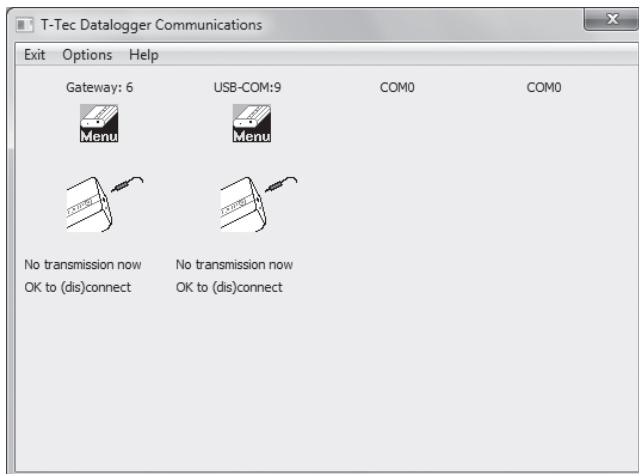 T-Tec Datalogger Communications
Exit Options Help
Gateway: 6 USB-COM:9 COM0 COM0
Menu Menu
No transmission now No transmission now
OK to (dis)connect OK to (dis)connect